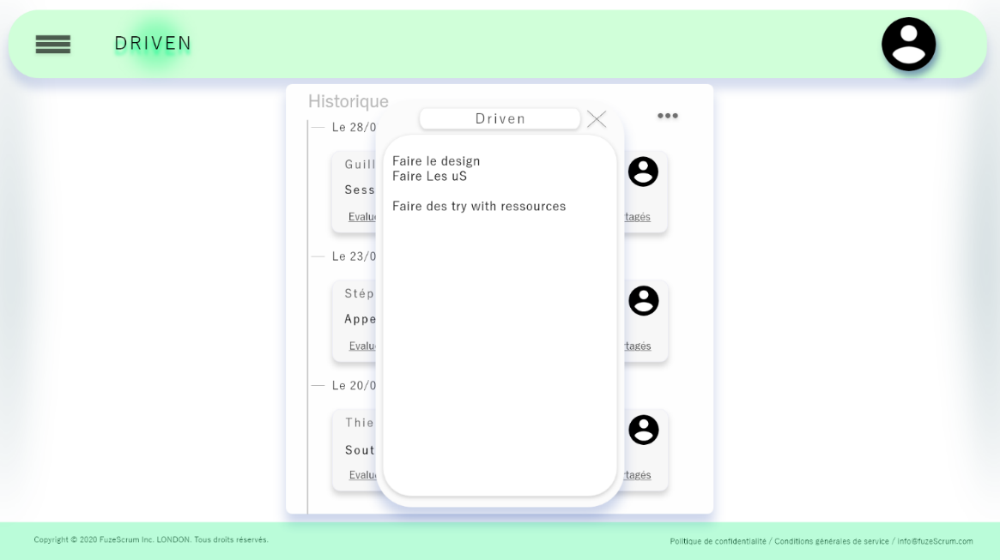 DRIVEN
Historique
Driven
Faire le design
Faire Les uS
Faire des try with ressources
Le 28/0
Guill
Sess
Evalu
tagés
Le 23/0
Stép
Appe
Evalu
rtagés
Le 20/0
Thie
Sout
Evalu
rtagés
Copyright © 2020 FuzeScrum Inc. LONDON. Tous droits réservés.
Politique de confidentialité / Conditions générales de service / info@fuzeScrum.com